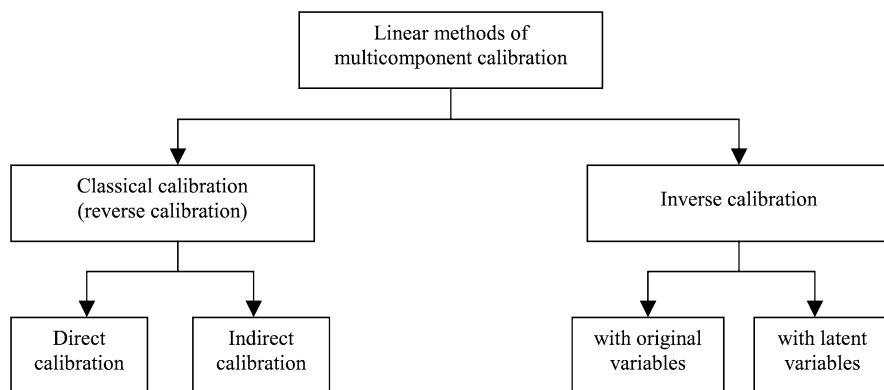 Linear methods of
multicomponent calibration
Classical calibration
(reverse calibration)
Inverse calibration
Direct
calibration
Indirect
calibration
with original
variables
with latent
variables